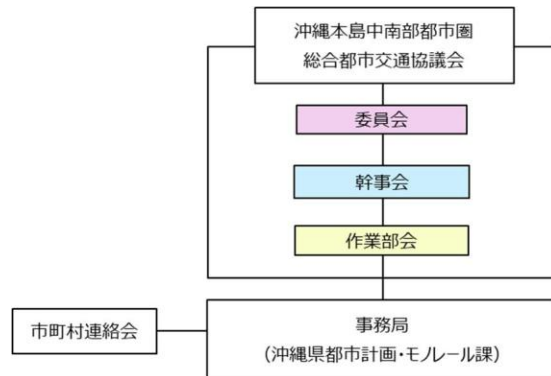 沖縄本島中南部都市圏
総合都市交通協議会
委員会
幹事会
作業部会
市町村連絡会
事務局
(沖縄県都市計画・モノレール課)